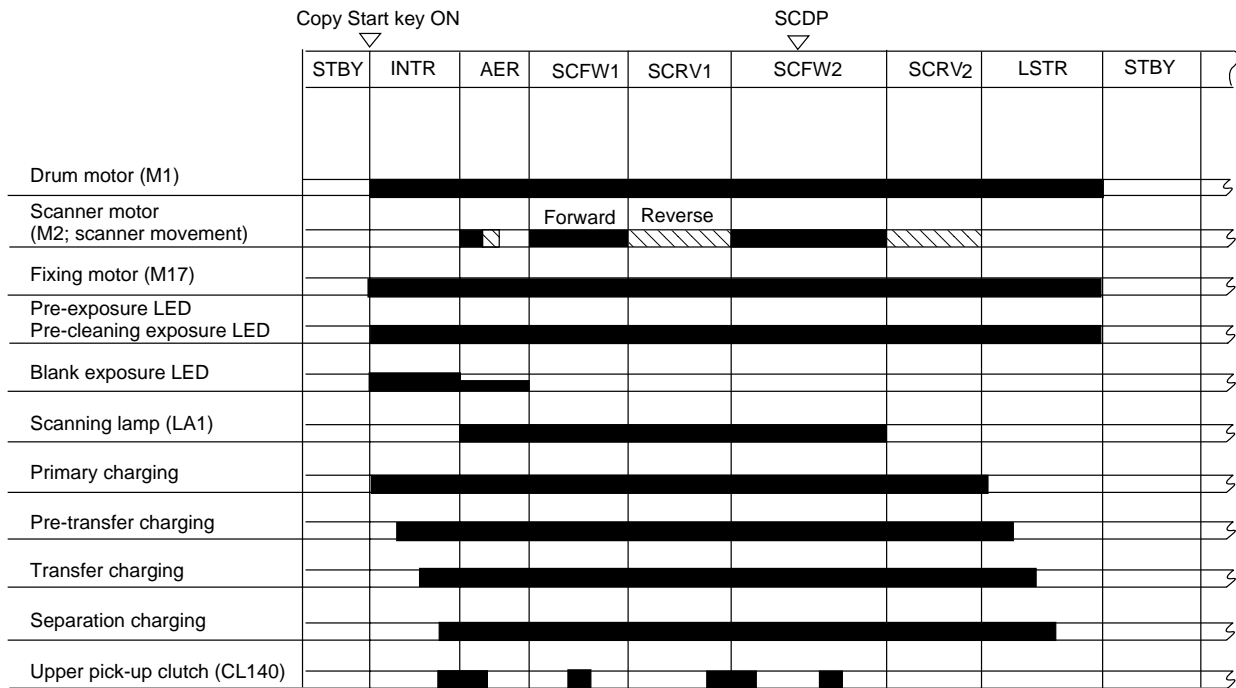 Copy Start key ON SCDP
STBY INTR AER SCFW1 SCRV1 SCFW2 SCRV2 LSTR STBY
Drum motor (M1)
Scanner motor
(M2; scanner movement)
Forward Reverse
Fixing motor (M17)
Pre-exposure LED
Pre-cleaning exposure LED
Blank exposure LED
Scanning lamp (LA1)
Primary charging
Pre-transfer charging
Transfer charging
Separation charging
Upper pick-up clutch (CL140)